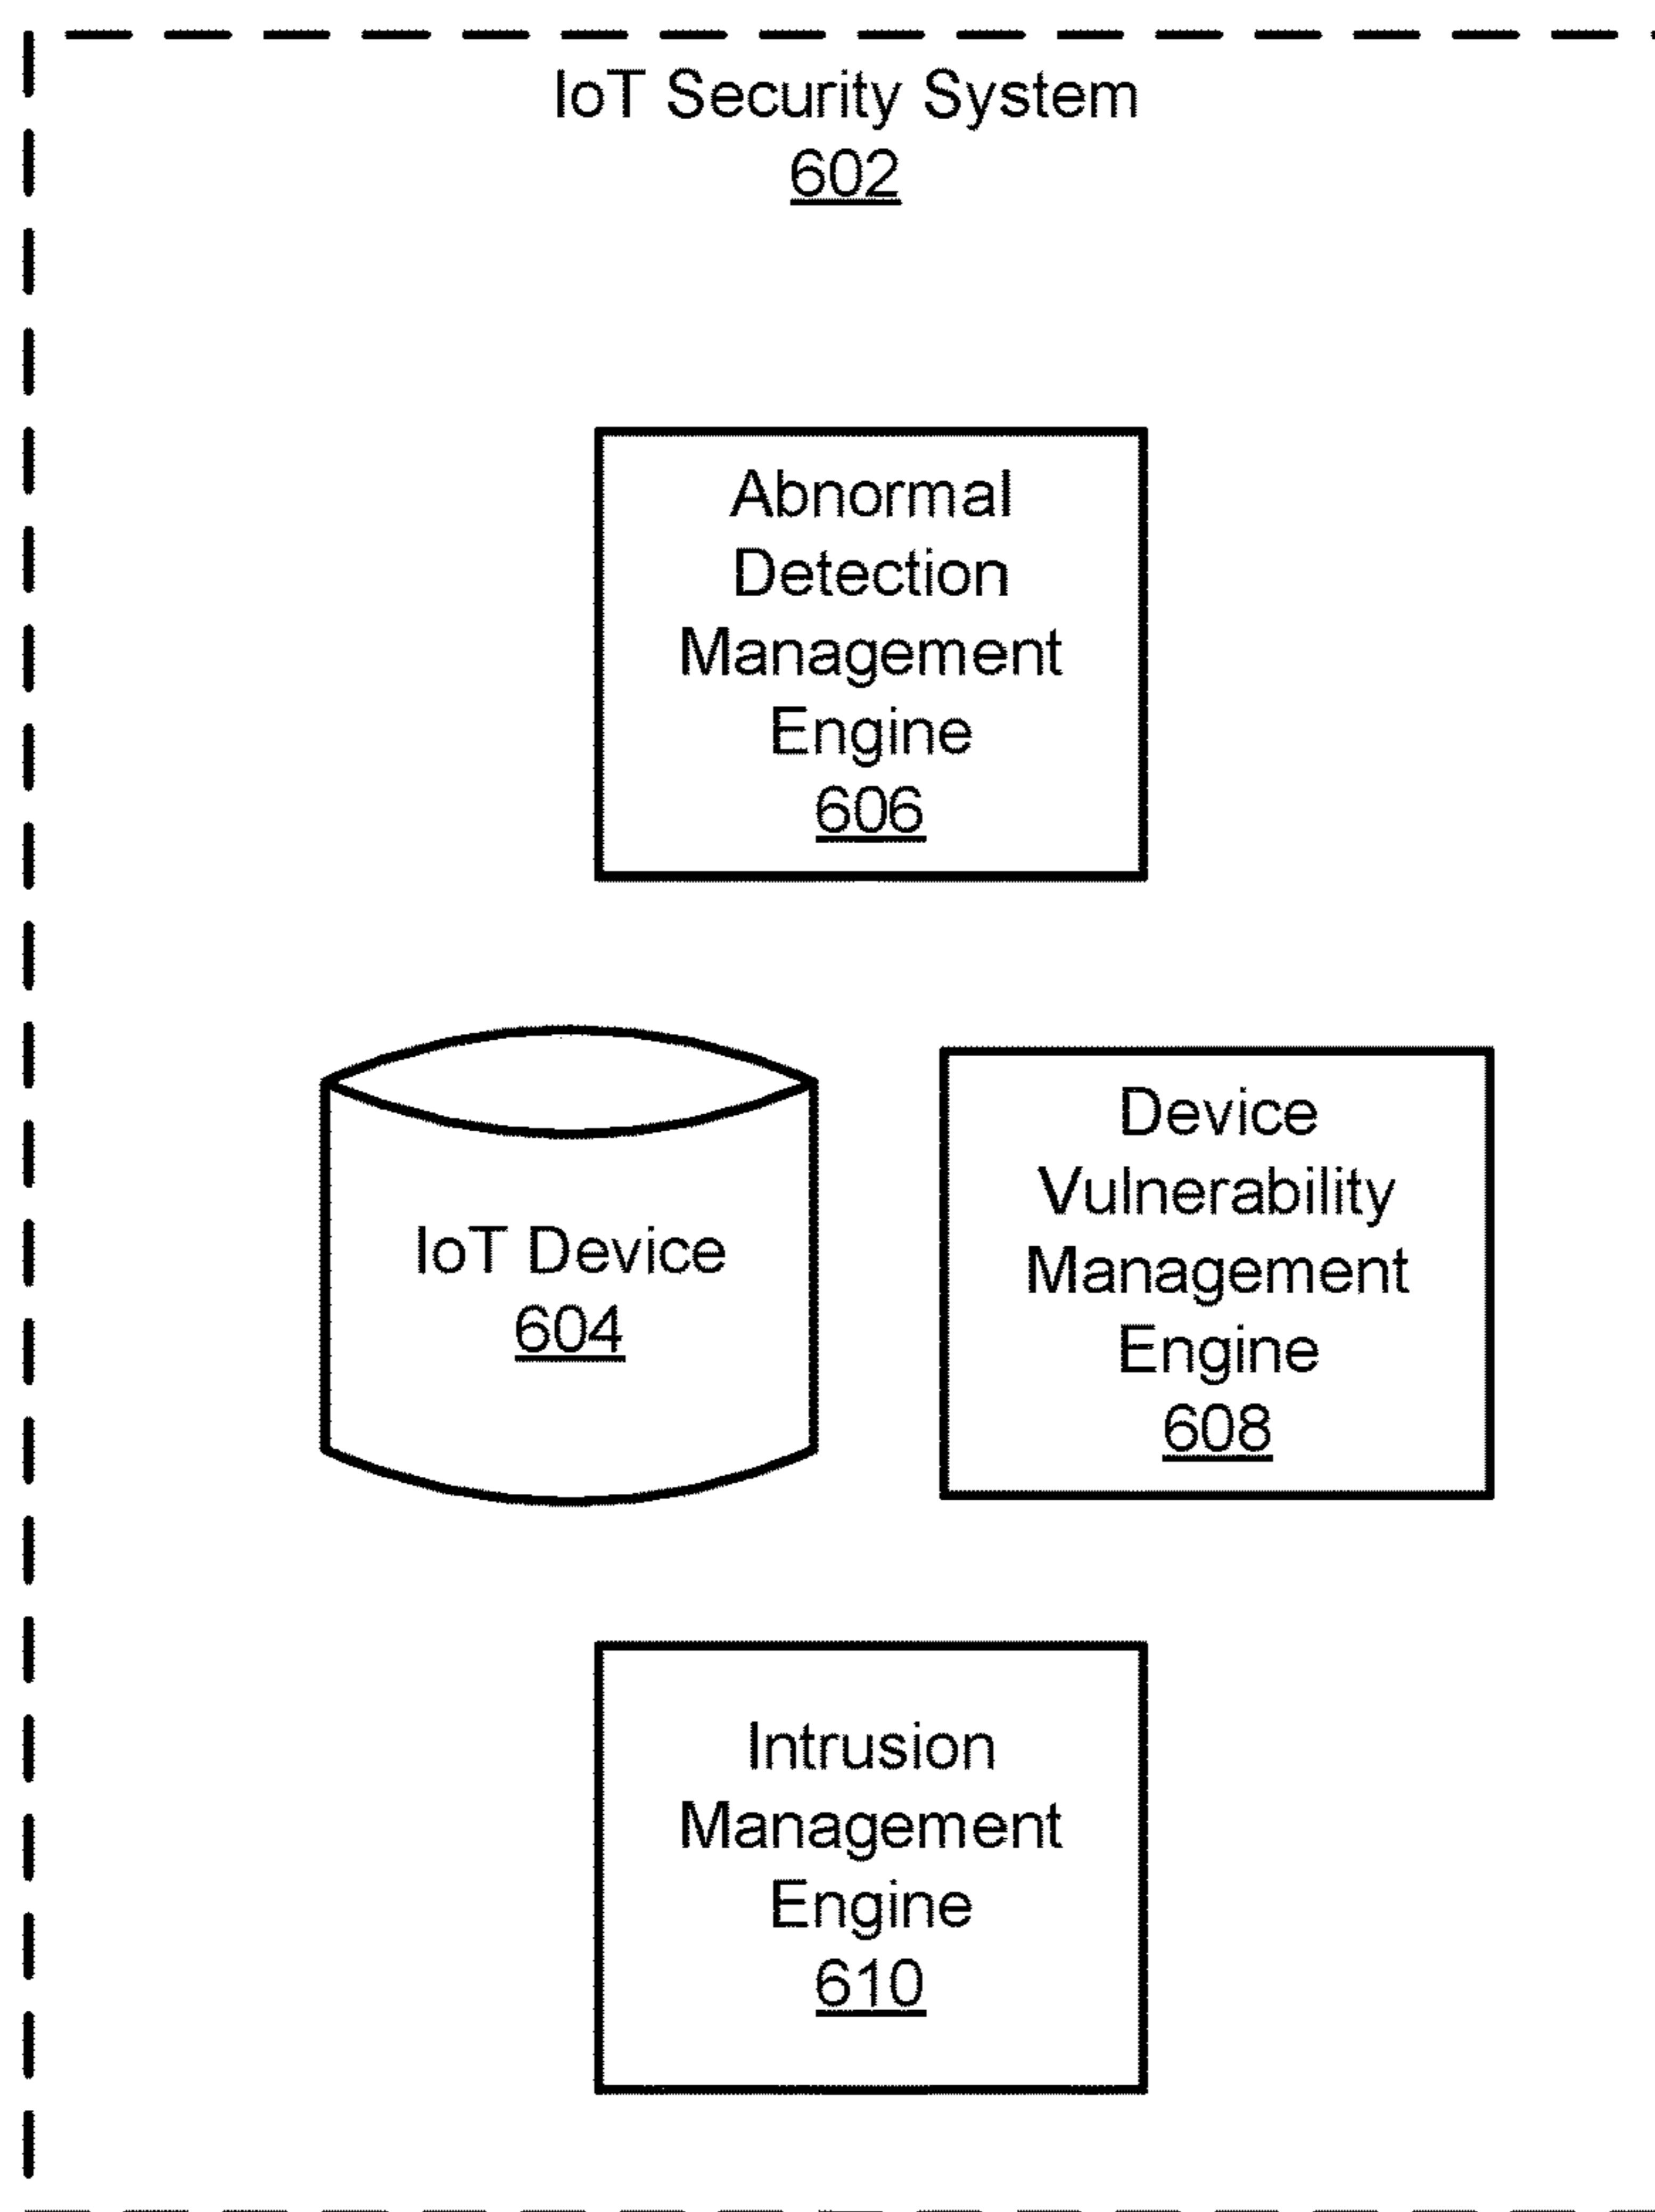 IoT Security System
602
Abnormal
Detection
Management
Engine
606
IoT Device
604
Device
Vulnerability
Management
Engine
608
Intrusion
Management
Engine
610